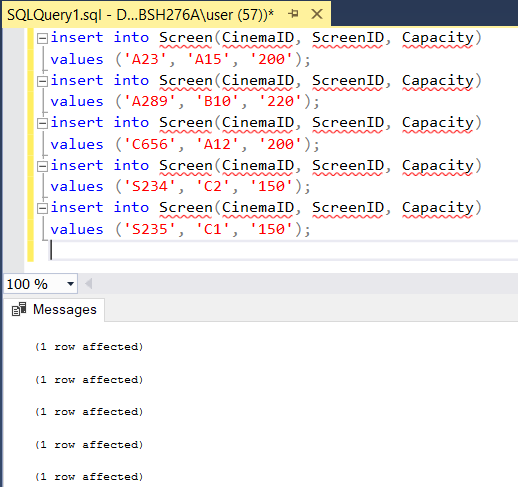 SQLQuery1.sql - D...BSH276A\user (57))*
insert into Screen(CinemaID, ScreenID, Capacity)
values ('A23', 'A15', '200');
insert into Screen(CinemaID, ScreenID, Capacity)
values ('A289', 'B10', '220');
insert into Screen(CinemaID, ScreenID, Capacity)
values ('C656', 'A12', '200');
insert into Screen(CinemaID, ScreenID, Capacity)
values ('S234', 'C2', '150');
insert into Screen(CinemaID, ScreenID, Capacity)
values ('S235', 'C1', '150');
100 %
Messages
(1 row affected)
(1 row affected)
(1 row affected)
(1 row affected)
(1 row affected)